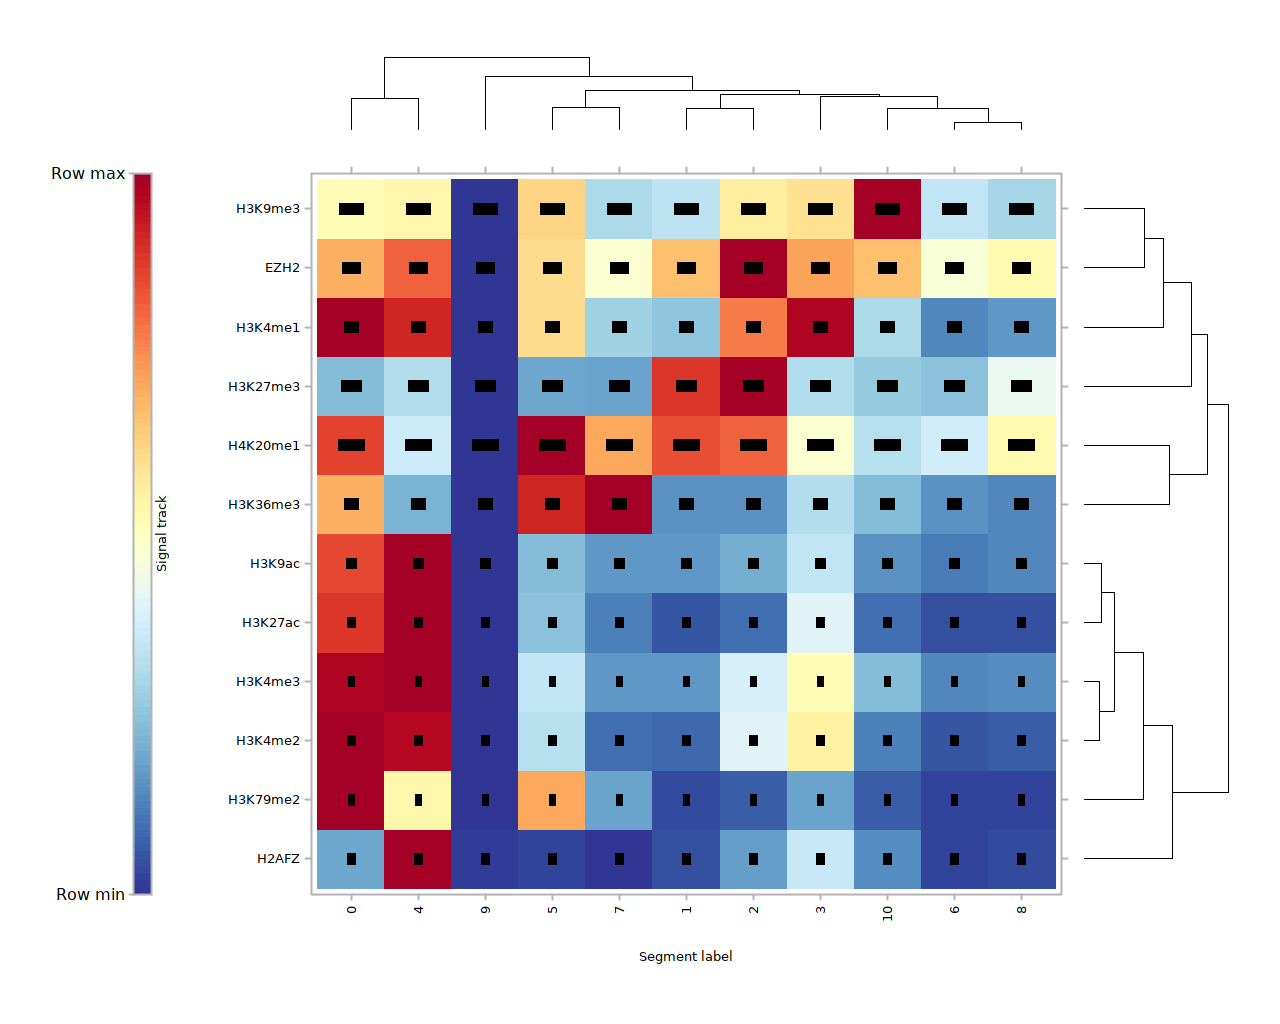 Row max
Row min
Signal track
H3K9me3
EZH2
H3K4me1
H3K27me3
H4K20me1
H3K36me3
H3K9ac
H3K27ac
H3K4me3
H3K4me2
H3K79me2
H2AFZ
0 4 9 5 7 1 2 3 10 6 8
Segment label